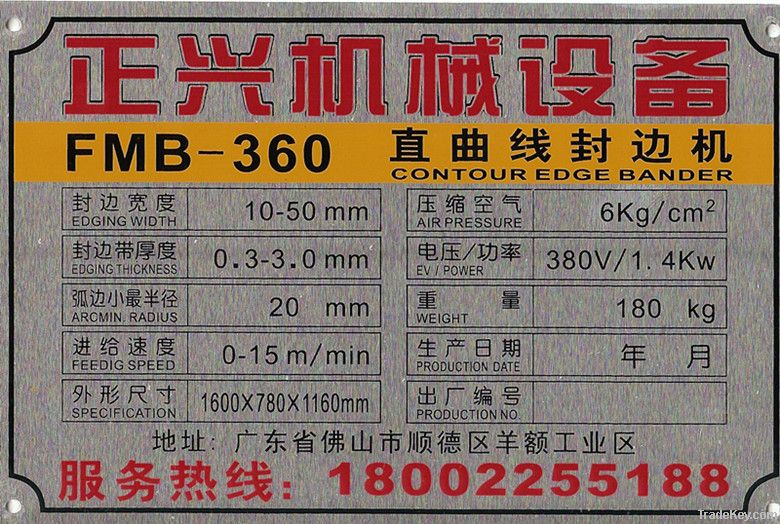 正兴机械设备
FMB-360 直曲线封边机
CONTOUR EDGE BANDER
封边宽度 10-50 mm
EDGING WIDTH
压缩空气 6Kg/cm²
AIR PRESSURE
封边带厚度 0.3-3.0 mm
EDGING THICKNESS
电压/功率 380V/1.4Kw
EV / POWER
弧边小最半径 20 mm
ARCMIN. RADIUS
重量 180 kg
WEIGHT
进给速度 0-15 m/min
FEEDIG SPEED
生产日期 年 月
PRODUCTION DATE
外形尺寸 1600X780X1160mm
SPECIFICATION
出厂编号
PRODUCTION NO.
地址: 广东省佛山市顺德区羊额工业区
服务热线: 18002255188
TradeKey.com